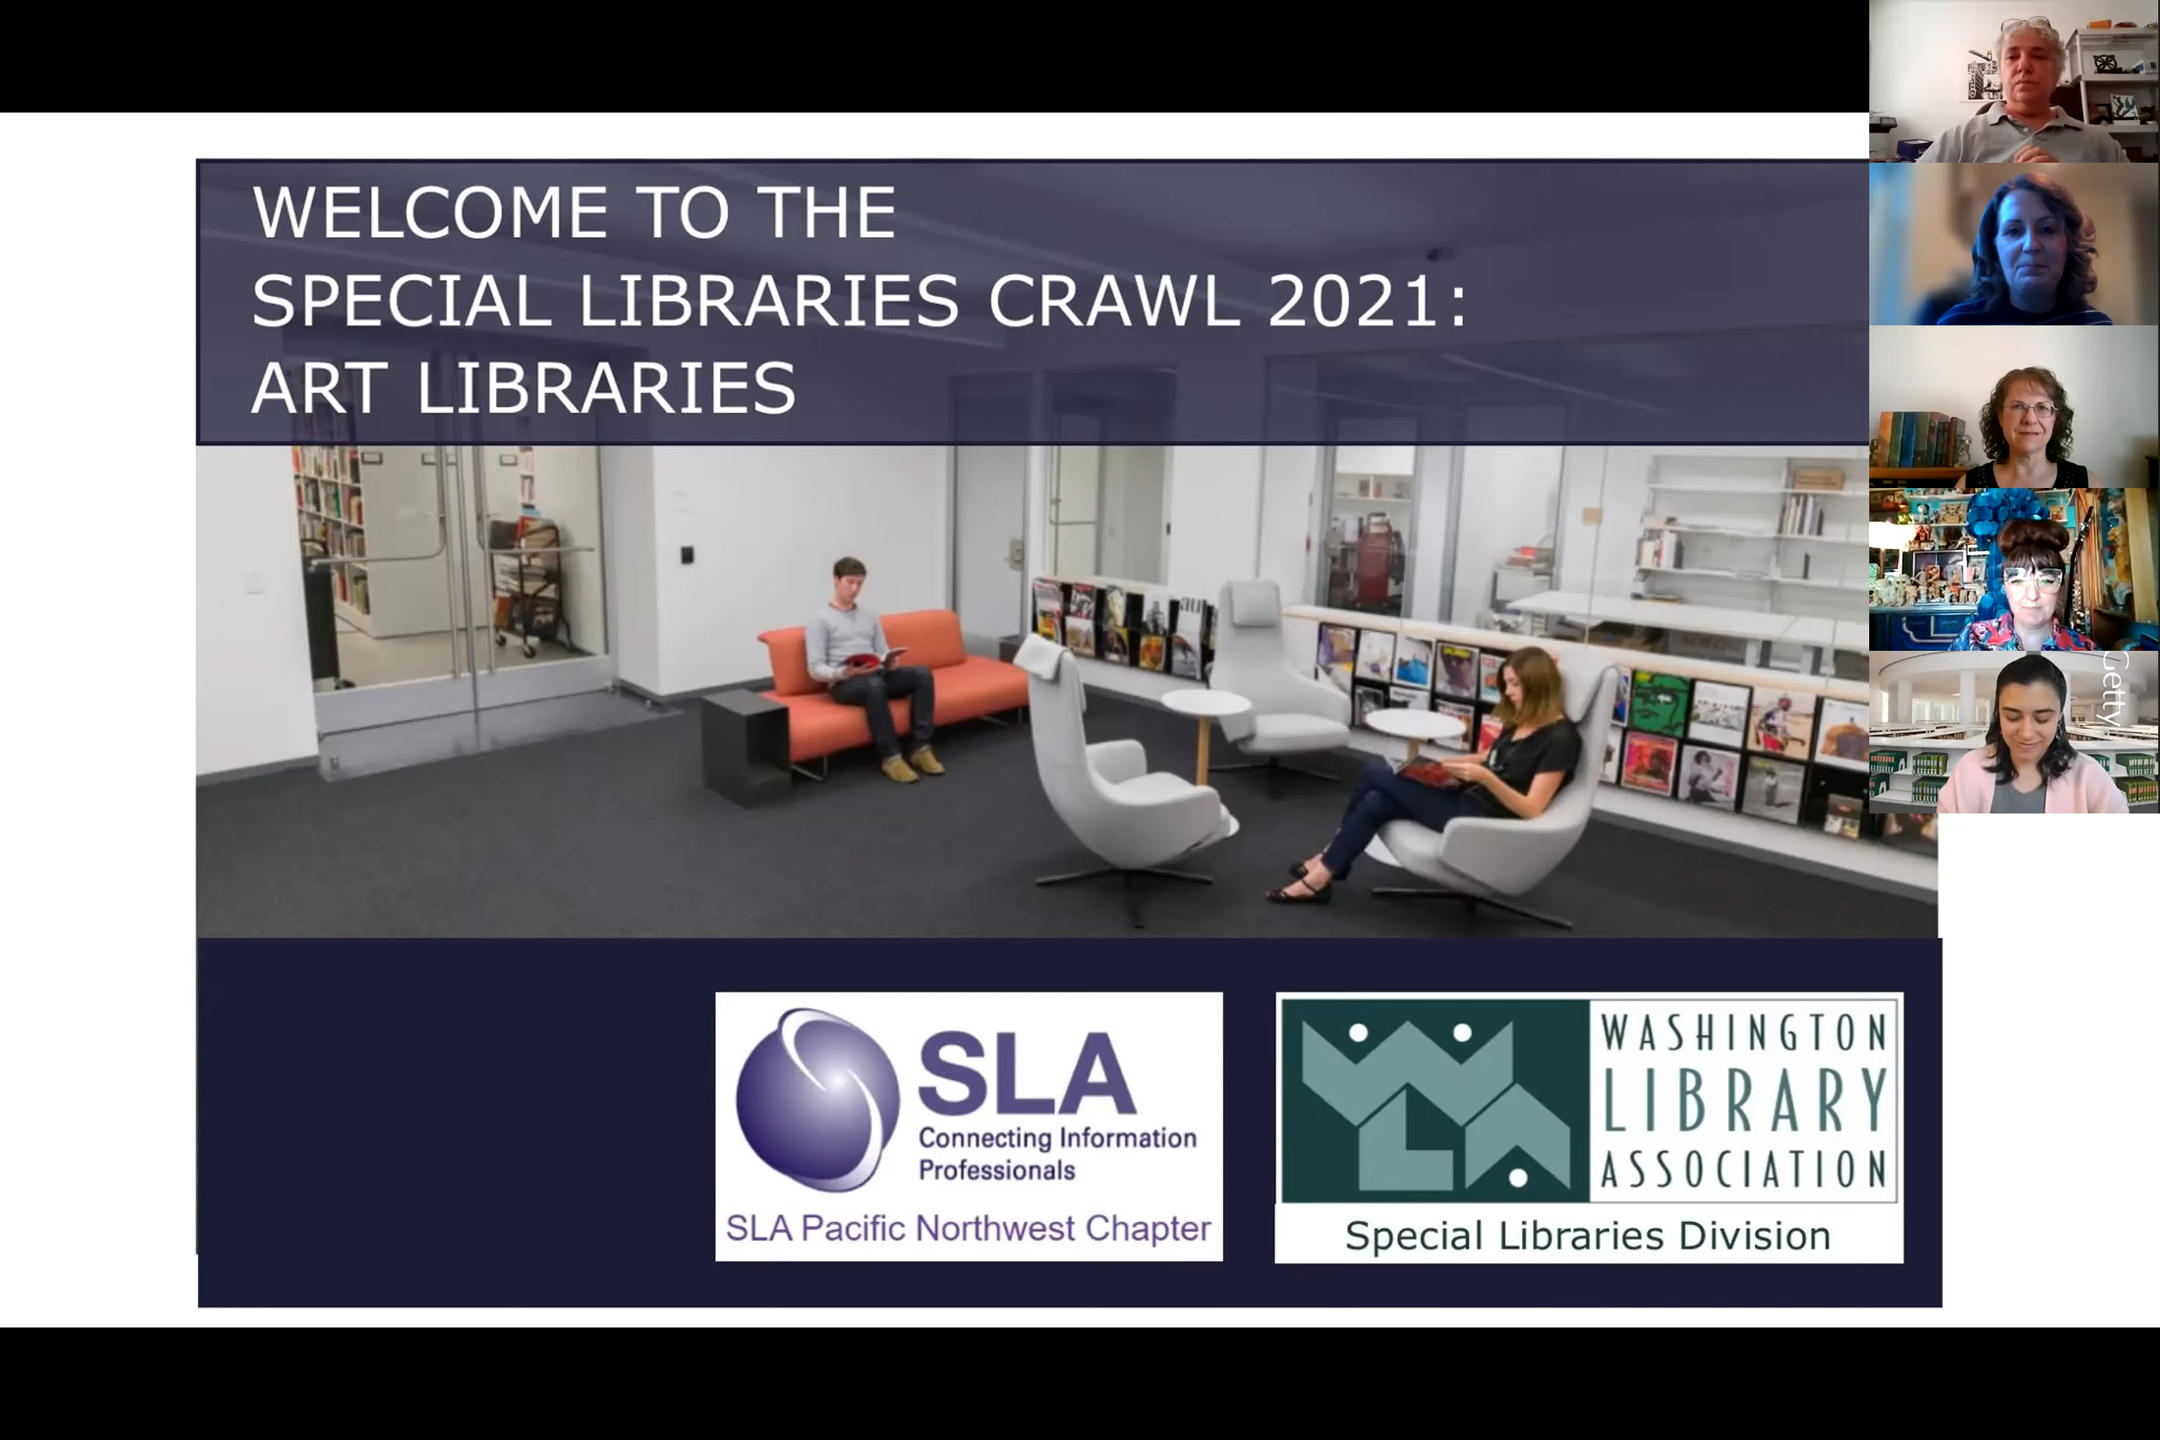 WELCOME TO THE
SPECIAL LIBRARIES CRAWL 2021:
ART LIBRARIES
SLA
Connecting Information
Professionals
SLA Pacific Northwest Chapter
WLA
WASHINGTON
LIBRARY
ASSOCIATION
Special Libraries Division
Getty